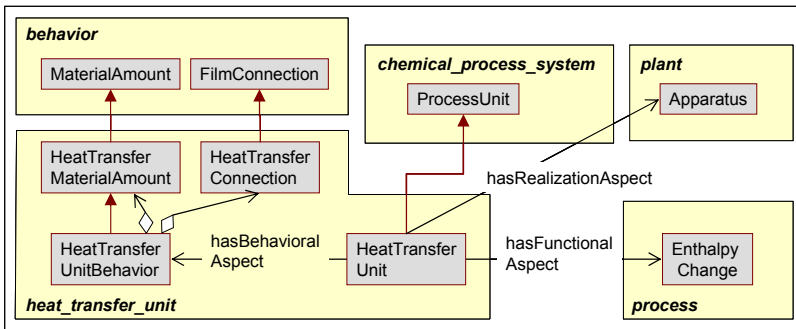 behavior
MaterialAmount
FilmConnection
chemical_process_system
ProcessUnit
plant
Apparatus
HeatTransfer
MaterialAmount
HeatTransfer
Connection
hasRealizationAspect
HeatTransfer
UnitBehavior
hasBehavioral
Aspect
HeatTransfer
Unit
hasFunctional
Aspect
Enthalpy
Change
heat_transfer_unit
process